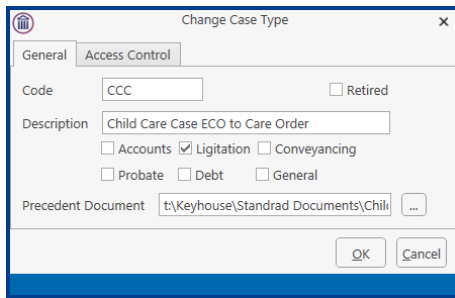 Change Case Type
General Access Control
Code CCC Retired
Description Child Care Case ECO to Care Order
Accounts Ligitation Conveyancing
Probate Debt General
Precedent Document t:\Keyhouse\Standrad Documents\Chil ...
OK Cancel